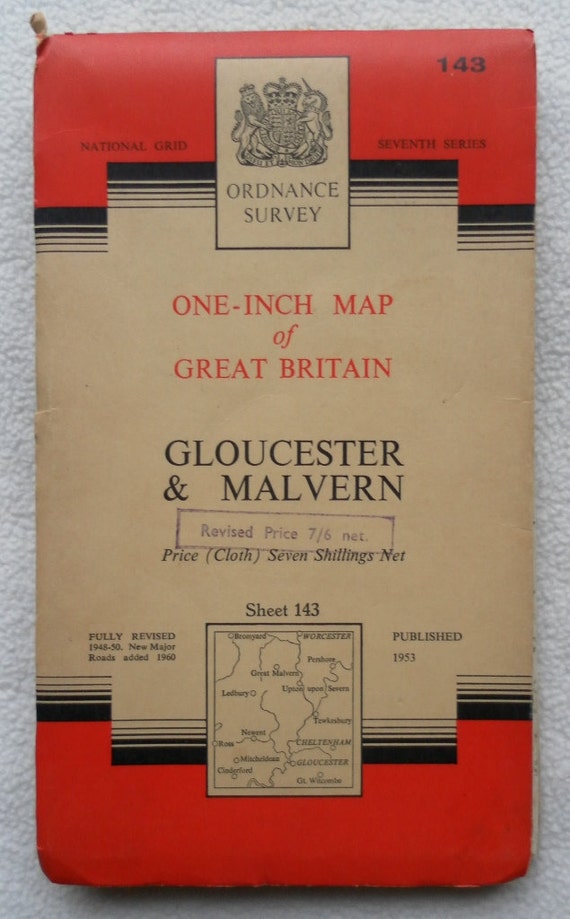 143
NATIONAL GRID
SEVENTH SERIES
ORDNANCE
SURVEY
ONE-INCH MAP
of
GREAT BRITAIN
GLOUCESTER
& MALVERN
Revised Price 7/6 net.
Price (Cloth) Seven Shillings Net
Sheet 143
FULLY REVISED
1948-50. New Major
Roads added 1960
PUBLISHED
1953
Bromyard
WORCESTER
Pershore
Great Malvern
Ledbury
Upton upon Severn
Tewkesbury
Newent
Ross
CHELTENHAM
Mitcheldean
GLOUCESTER
Cinderford
Gt. Witcombe